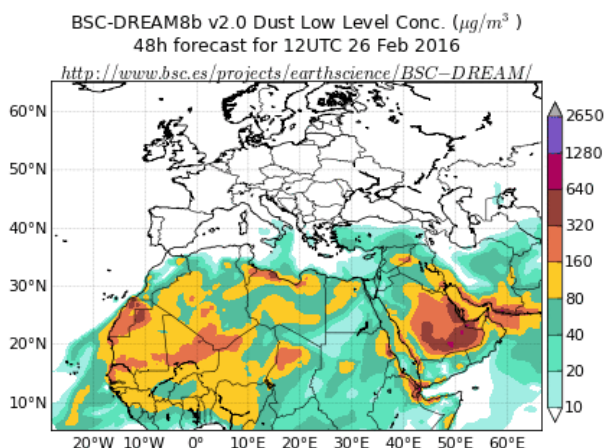 BSC-DREAM8b v2.0 Dust Low Level Conc. (μg/m³ )
48h forecast for 12UTC 26 Feb 2016
http://www.bsc.es/projects/earthscience/BSC−DREAM/
60°N
50°N
40°N
30°N
20°N
10°N
20°W 10°W 0° 10°E 20°E 30°E 40°E 50°E 60°E
2650
1280
640
320
160
80
40
20
10